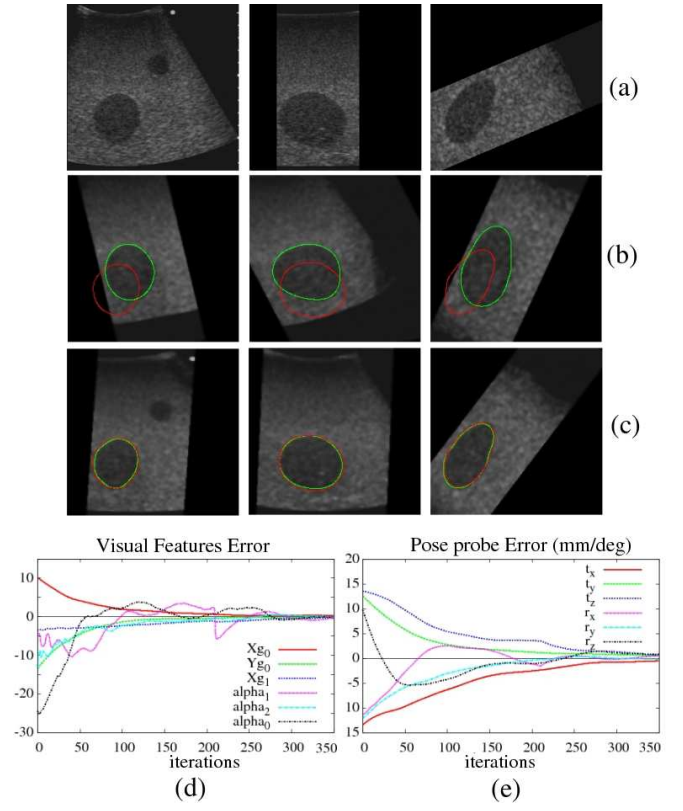 (a)
(b)
(c)
Visual Features Error
10
0
-10
-20
-30
0 50 100 150 200 250 300 350
iterations
Xg0
Yg0
Xg1
alpha1
alpha2
alpha0
(d)
Pose probe Error (mm/deg)
20
15
10
5
0
5
10
15
0 50 100 150 200 250 300 350
iterations
tx
ty
tz
rx
ry
rz
(e)